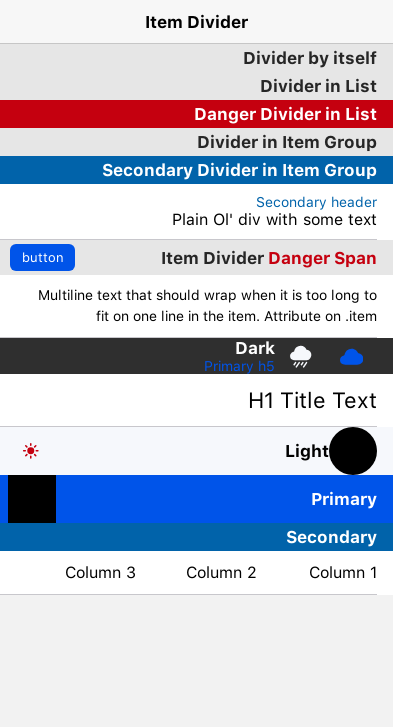 Item Divider
Divider by itself
Divider in List
Danger Divider in List
Divider in Item Group
Secondary Divider in Item Group
Secondary header
Plain Ol' div with some text
button Item Divider Danger Span
Multiline text that should wrap when it is too long to
fit on one line in the item. Attribute on .item
Dark
Primary h5
H1 Title Text
Light
Primary
Secondary
Column 3 Column 2 Column 1